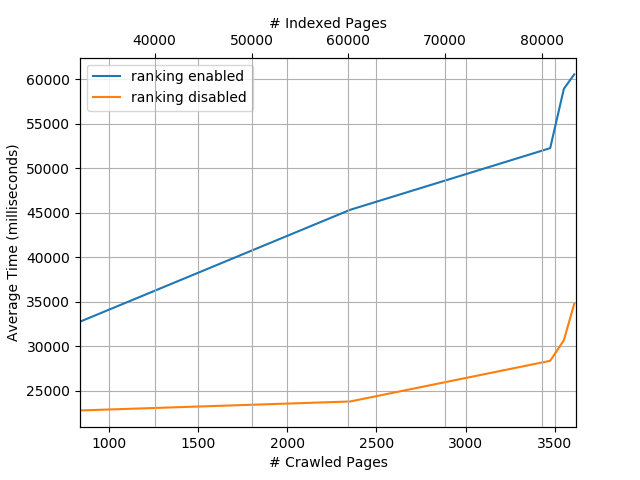 # Indexed Pages
40000 50000 60000 70000 80000
ranking enabled
ranking disabled
60000
55000
50000
45000
40000
35000
30000
25000
Average Time (milliseconds)
1000 1500 2000 2500 3000 3500
# Crawled Pages